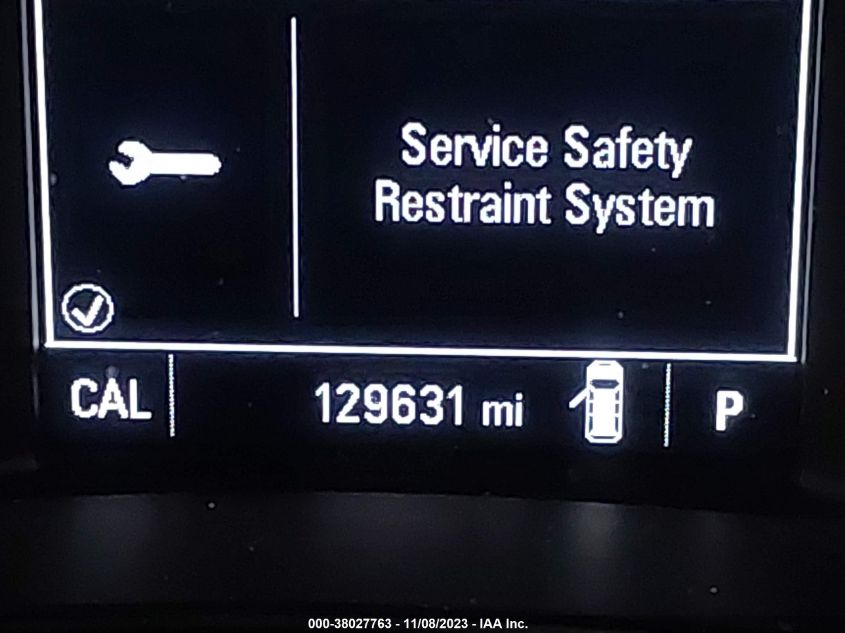 Service Safety
Restraint System
CAL 129631 mi P
000-38027763 - 11/08/2023 - IAA Inc.